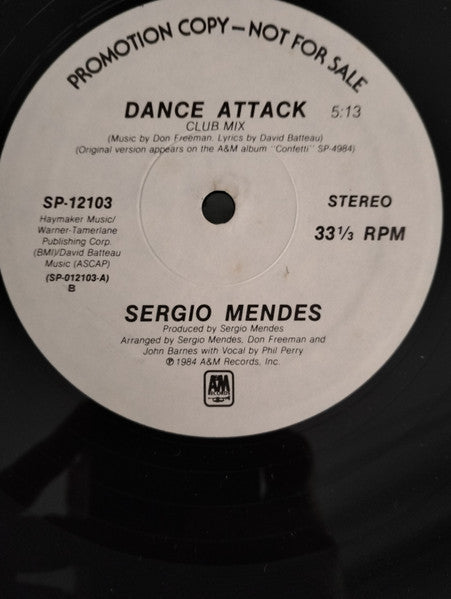 PROMOTION COPY—NOT FOR SALE
DANCE ATTACK 5:13
CLUB MIX
(Music by Don Freeman, Lyrics by David Batteau)
(Original version appears on the A&M album "Confetti" SP-4984)
SP-12103
Haymaker Music/
Warner-Tamerlane
Publishing Corp.
(BMI)/David Batteau
Music (ASCAP)
(SP-012103-A)
B
STEREO
33 1/3 RPM
SERGIO MENDES
Produced by Sergio Mendes
Arranged by Sergio Mendes, Don Freeman and
John Barnes with Vocal by Phil Perry
℗ 1984 A&M Records, Inc.
A&M
RECORDS